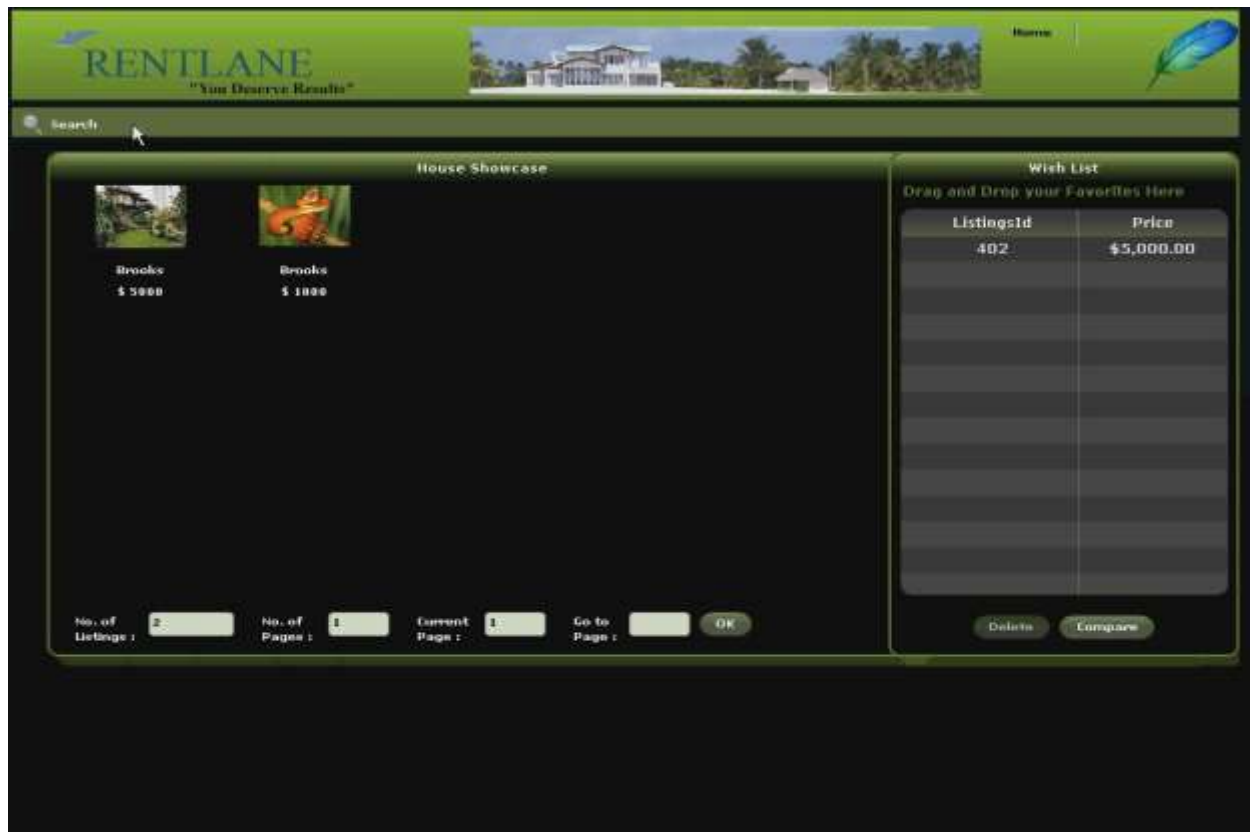 RENTLANE
"You Deserve Results"
Home
Search
House Showcase
Brooks
$ 5000
Brooks
$ 1000
No. of
Listings :
2
No. of
Pages :
1
Current
Page :
1
Go to
Page :
OK
Wish List
Drag and Drop your Favorites Here
ListingsId Price
402 $5,000.00
Delete
Compare